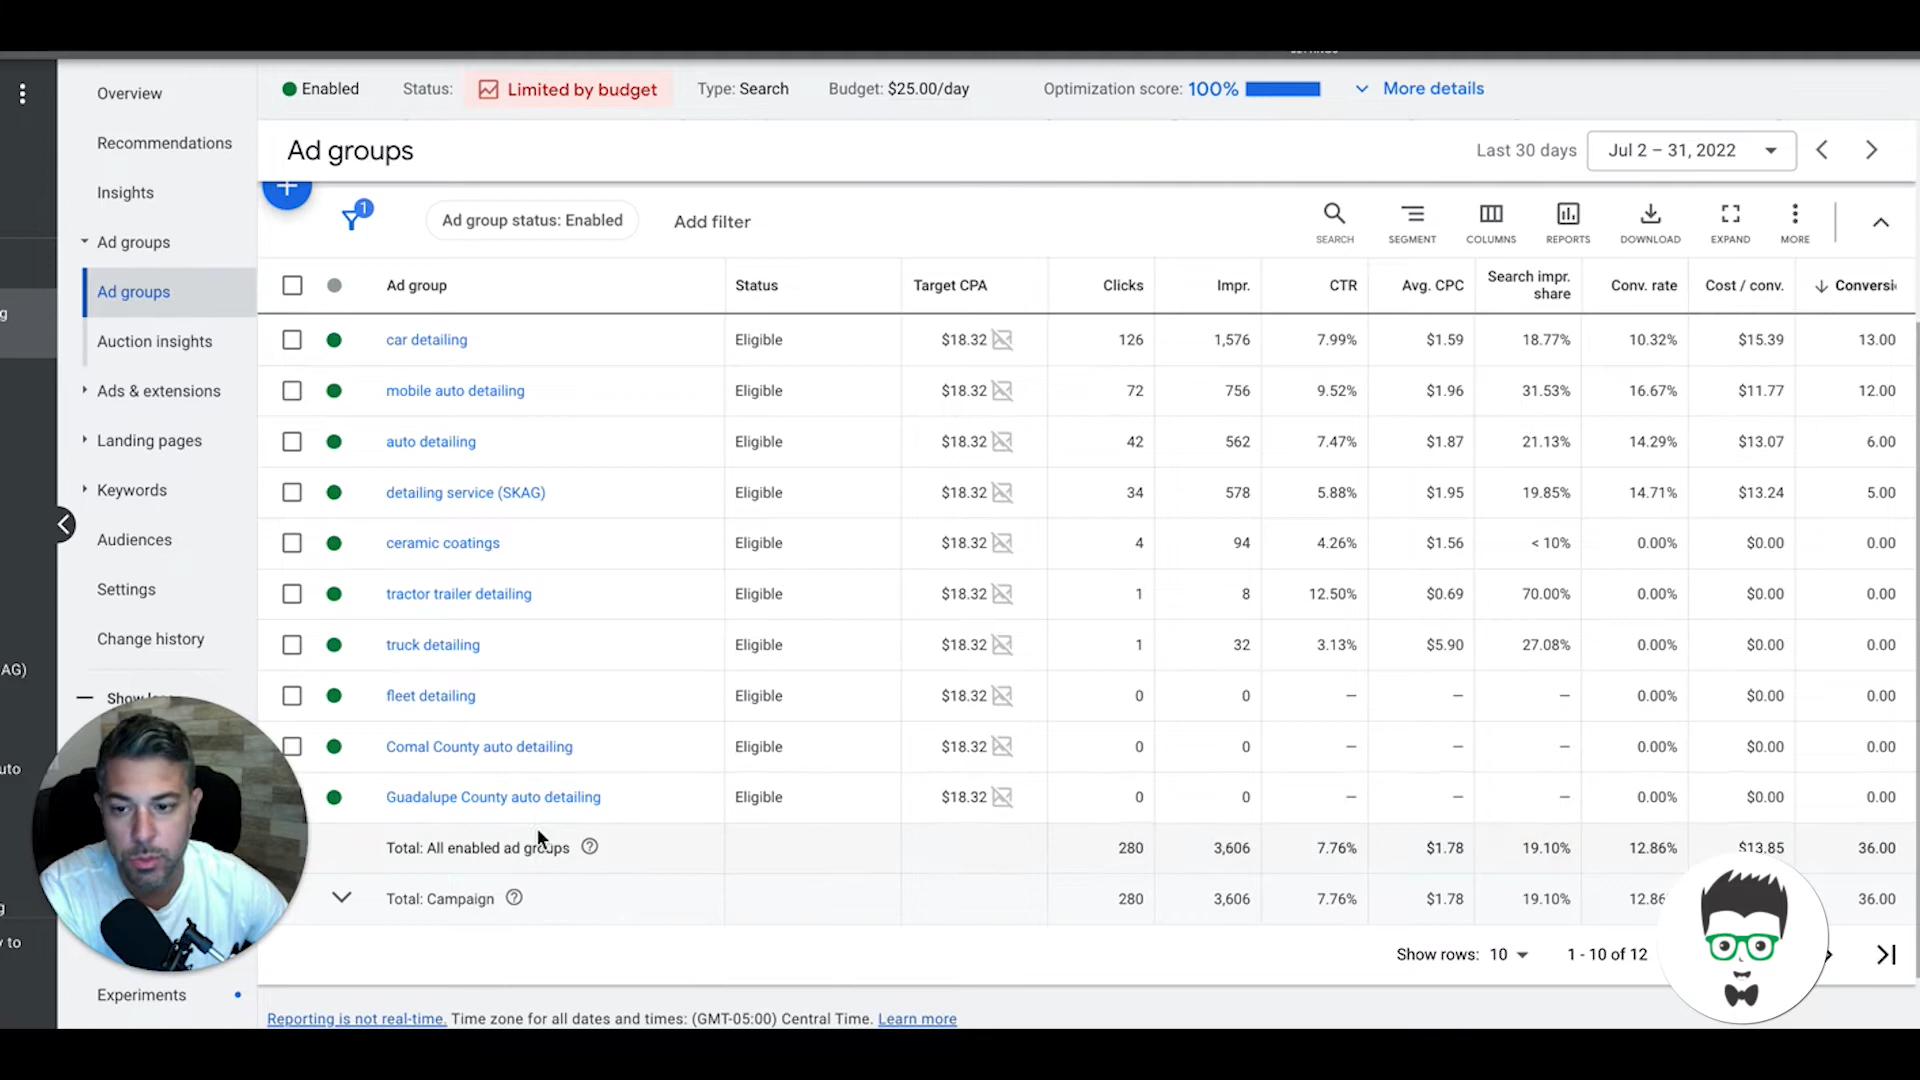 Enabled Status: Limited by budget Type: Search Budget: $25.00/day Optimization score: 100% More details
Overview
Recommendations
Insights
Ad groups
Ad groups
Auction insights
Ads & extensions
Landing pages
Keywords
Audiences
Settings
Change history
Experiments
g
AG)
uto
g
y to
Ad groups Last 30 days Jul 2 – 31, 2022
1 Ad group status: Enabled Add filter
SEARCH SEGMENT COLUMNS REPORTS DOWNLOAD EXPAND MORE
Ad group Status Target CPA Clicks Impr. CTR Avg. CPC Search impr. share Conv. rate Cost / conv. Conversi
car detailing Eligible $18.32 126 1,576 7.99% $1.59 18.77% 10.32% $15.39 13.00
mobile auto detailing Eligible $18.32 72 756 9.52% $1.96 31.53% 16.67% $11.77 12.00
auto detailing Eligible $18.32 42 562 7.47% $1.87 21.13% 14.29% $13.07 6.00
detailing service (SKAG) Eligible $18.32 34 578 5.88% $1.95 19.85% 14.71% $13.24 5.00
ceramic coatings Eligible $18.32 4 94 4.26% $1.56 < 10% 0.00% $0.00 0.00
tractor trailer detailing Eligible $18.32 1 8 12.50% $0.69 70.00% 0.00% $0.00 0.00
truck detailing Eligible $18.32 1 32 3.13% $5.90 27.08% 0.00% $0.00 0.00
fleet detailing Eligible $18.32 0 0 – – – 0.00% $0.00 0.00
Comal County auto detailing Eligible $18.32 0 0 – – – 0.00% $0.00 0.00
Guadalupe County auto detailing Eligible $18.32 0 0 – – – 0.00% $0.00 0.00
Total: All enabled ad groups 280 3,606 7.76% $1.78 19.10% 12.86% $13.85 36.00
Total: Campaign 280 3,606 7.76% $1.78 19.10% 12.86 36.00
Show rows: 10 1 - 10 of 12
Reporting is not real-time. Time zone for all dates and times: (GMT-05:00) Central Time. Learn more